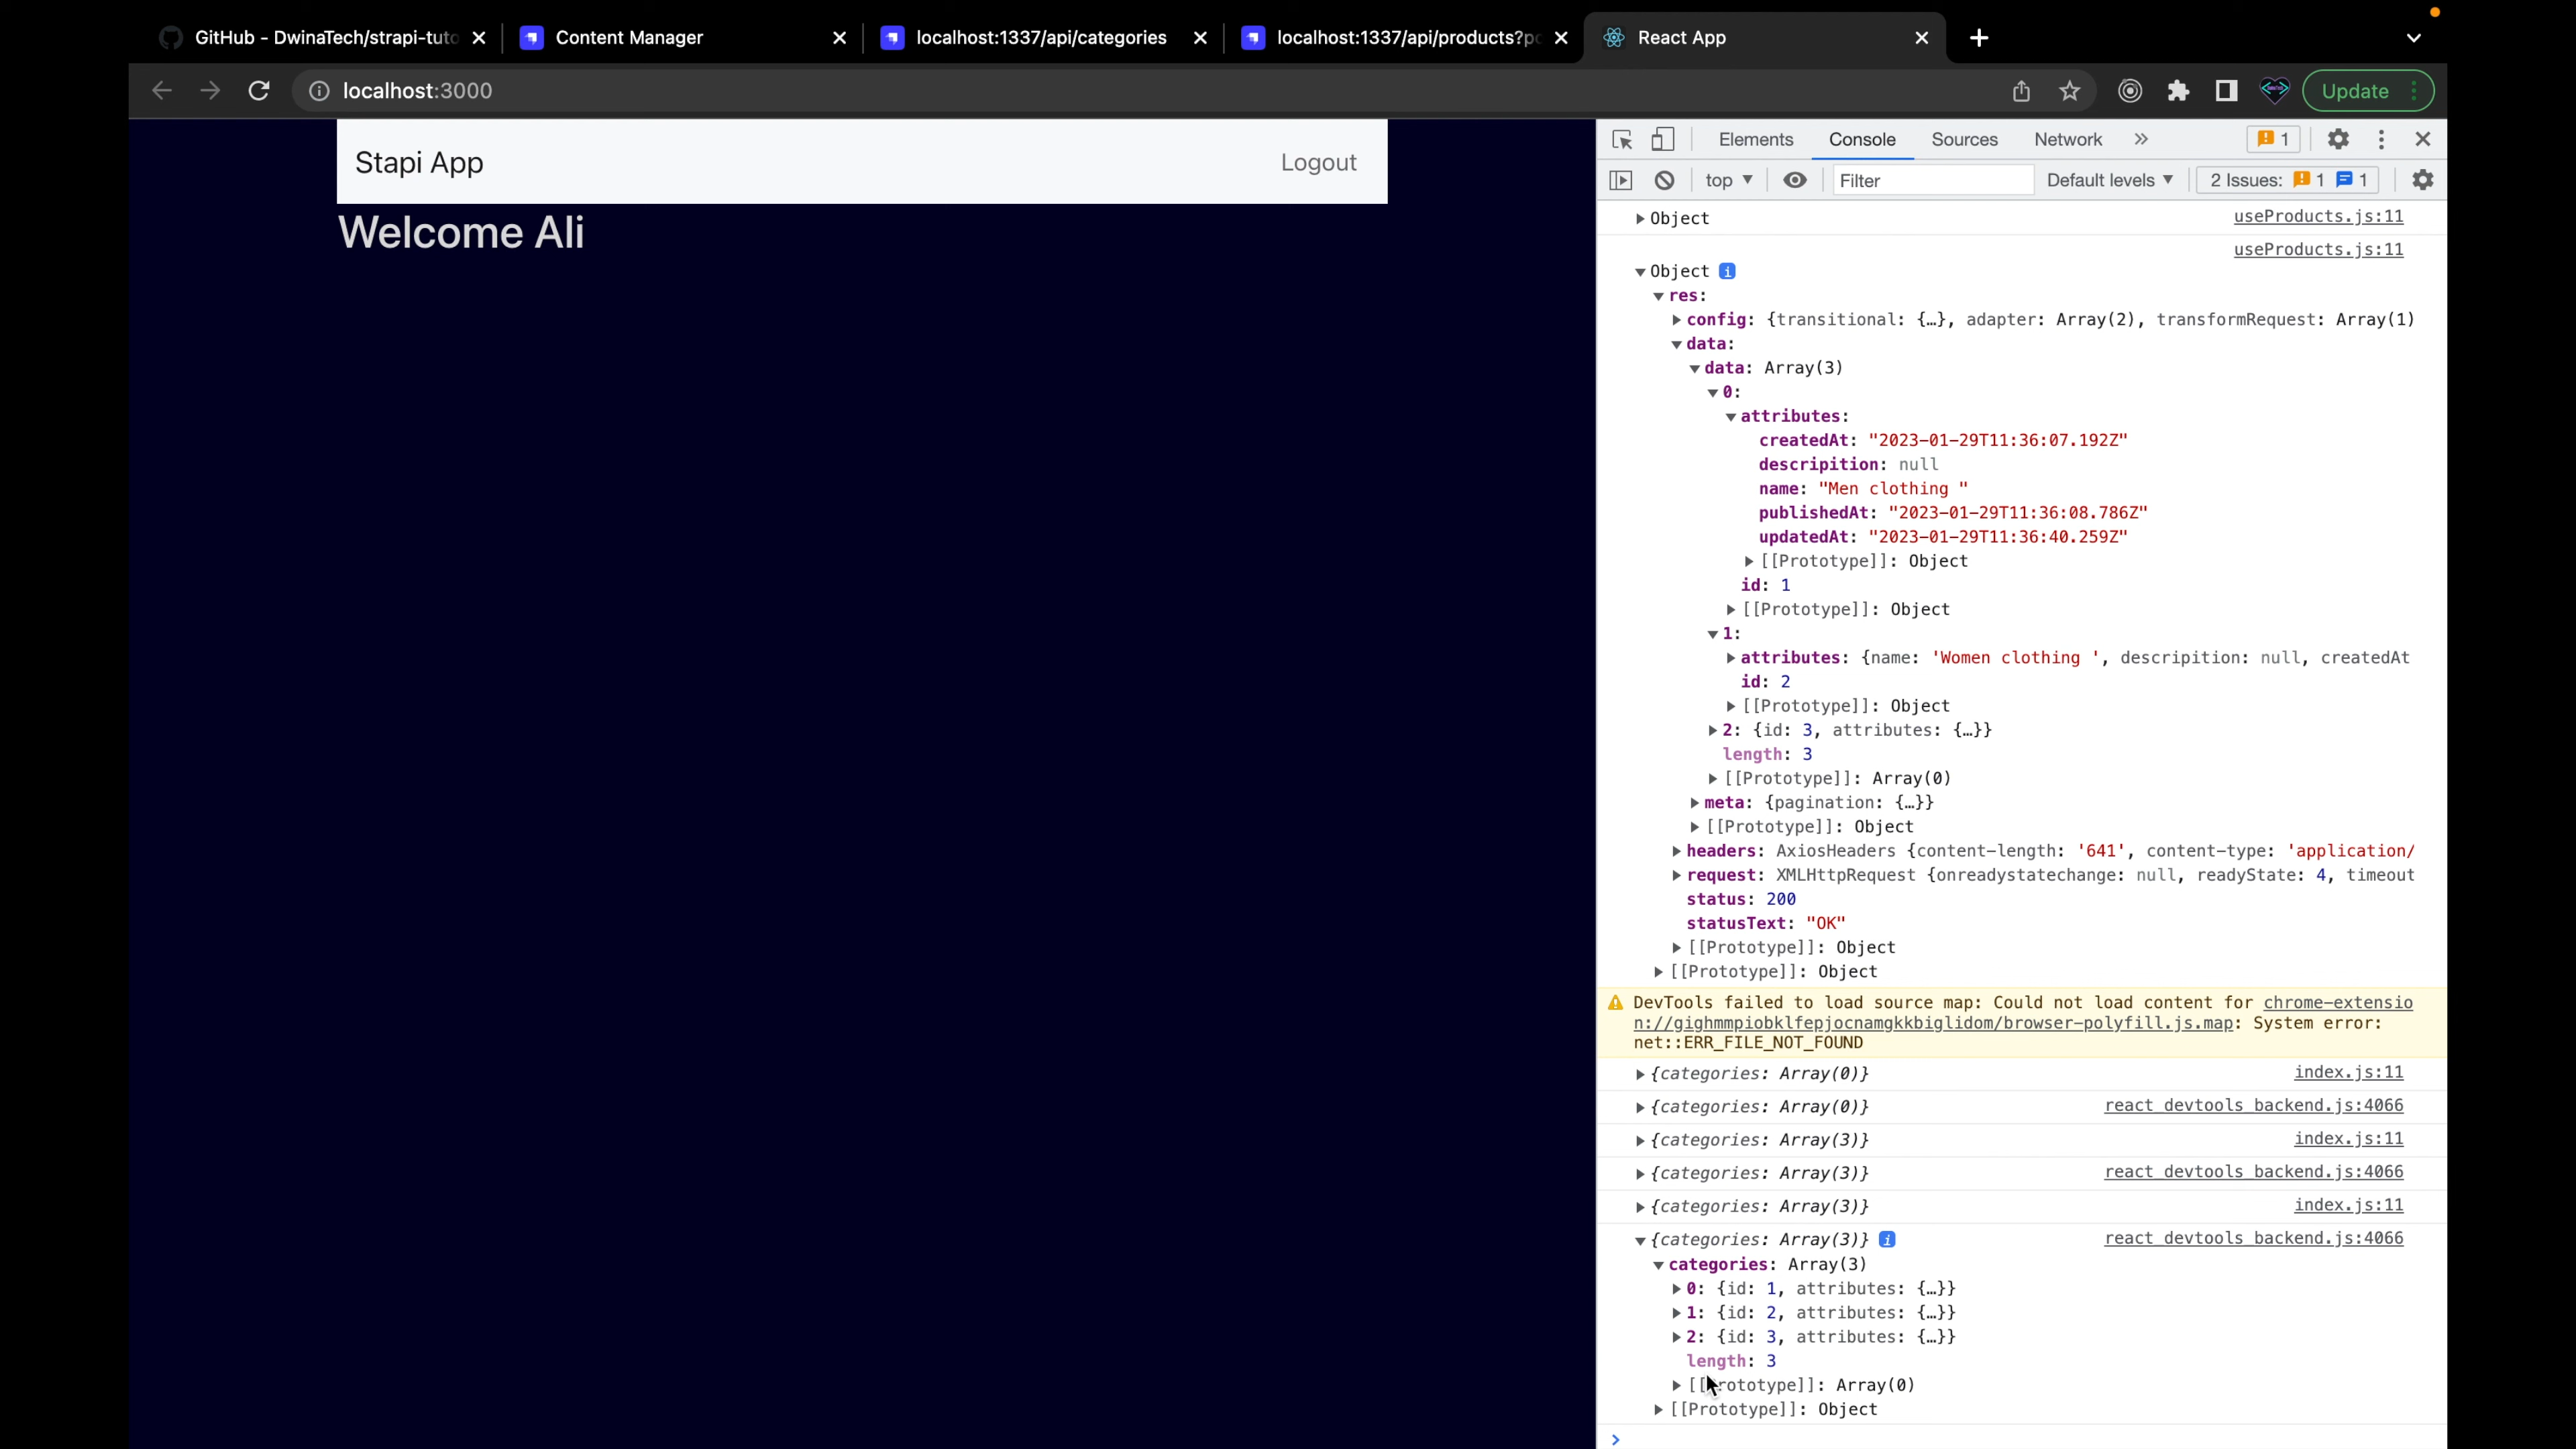 GitHub - DwinaTech/strapi-tuto
Content Manager
localhost:1337/api/categories
localhost:1337/api/products?po
React App
localhost:3000
Update
Stapi App
Logout
Welcome Ali
Elements
Console
Sources
Network
1
top
Filter
Default levels
2 Issues: 1 1
Object useProducts.js:11
useProducts.js:11
Object i
res:
config: {transitional: {…}, adapter: Array(2), transformRequest: Array(1)
data:
data: Array(3)
0:
attributes:
createdAt: "2023-01-29T11:36:07.192Z"
descripition: null
name: "Men clothing "
publishedAt: "2023-01-29T11:36:08.786Z"
updatedAt: "2023-01-29T11:36:40.259Z"
[[Prototype]]: Object
id: 1
[[Prototype]]: Object
1:
attributes: {name: 'Women clothing ', descripition: null, createdAt
id: 2
[[Prototype]]: Object
2: {id: 3, attributes: {…}}
length: 3
[[Prototype]]: Array(0)
meta: {pagination: {…}}
[[Prototype]]: Object
headers: AxiosHeaders {content-length: '641', content-type: 'application/
request: XMLHttpRequest {onreadystatechange: null, readyState: 4, timeout
status: 200
statusText: "OK"
[[Prototype]]: Object
[[Prototype]]: Object
DevTools failed to load source map: Could not load content for chrome-extensio
n://gighmmpiobklfepjocnamgkkbiglidom/browser-polyfill.js.map: System error:
net::ERR_FILE_NOT_FOUND
{categories: Array(0)} index.js:11
{categories: Array(0)} react_devtools_backend.js:4066
{categories: Array(3)} index.js:11
{categories: Array(3)} react_devtools_backend.js:4066
{categories: Array(3)} index.js:11
{categories: Array(3)} i react_devtools_backend.js:4066
categories: Array(3)
0: {id: 1, attributes: {…}}
1: {id: 2, attributes: {…}}
2: {id: 3, attributes: {…}}
length: 3
[[Prototype]]: Array(0)
[[Prototype]]: Object